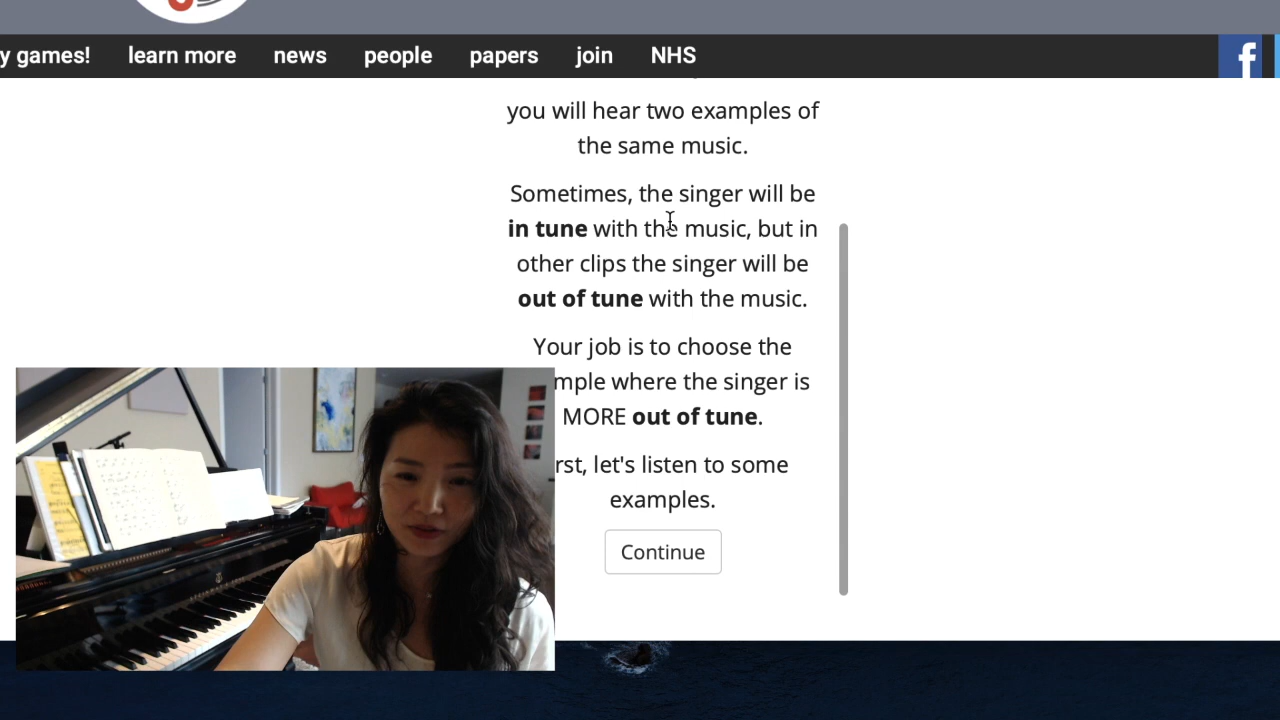 y games! learn more news people papers join NHS
you will hear two examples of
the same music.
Sometimes, the singer will be
in tune with the music, but in
other clips the singer will be
out of tune with the music.
Your job is to choose the
mple where the singer is
MORE out of tune.
rst, let's listen to some
examples.
Continue